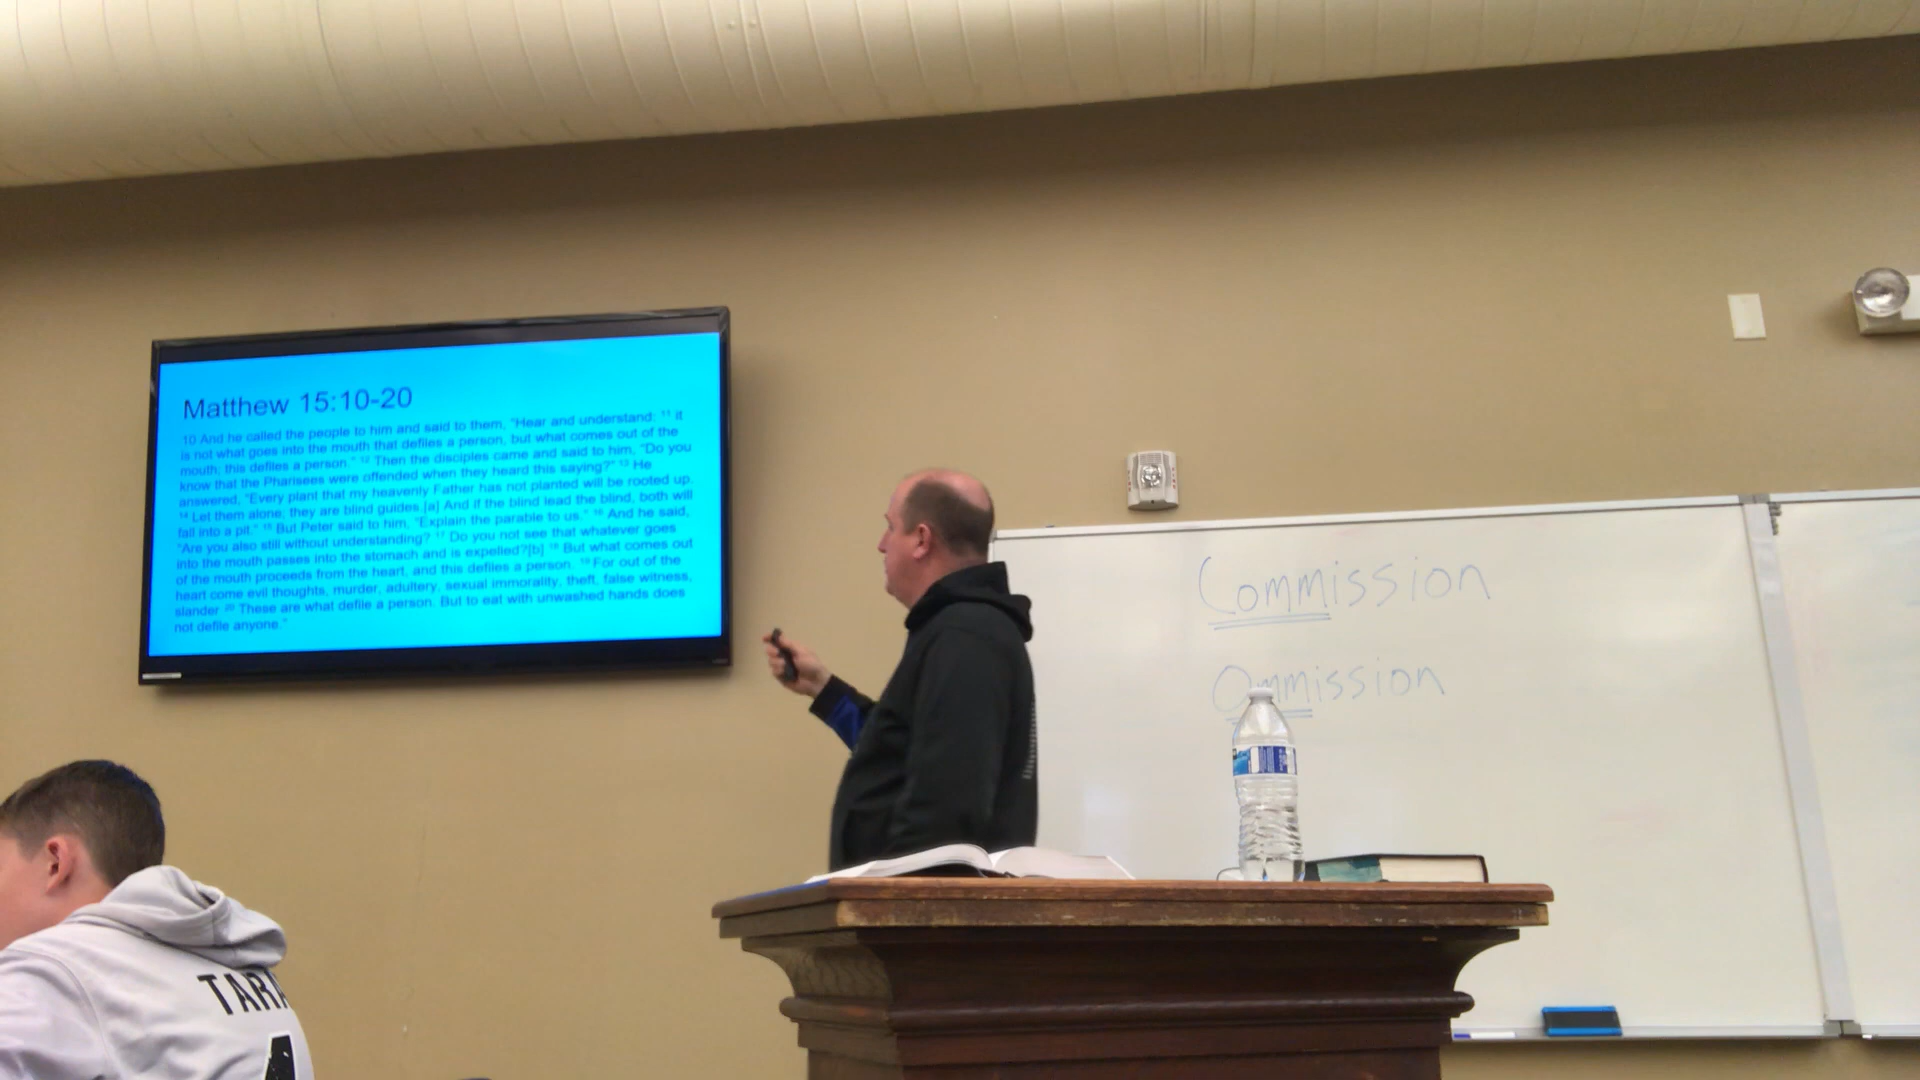 Matthew 15:10-20
10 And he called the people to him and said to them, "Hear and understand: 11 it
is not what goes into the mouth that defiles a person, but what comes out of the
mouth; this defiles a person." 12 Then the disciples came and said to him, "Do you
know that the Pharisees were offended when they heard this saying?" 13 He
answered, "Every plant that my heavenly Father has not planted will be rooted up.
14 Let them alone; they are blind guides.[a] And if the blind lead the blind, both will
fall into a pit." 15 But Peter said to him, "Explain the parable to us." 16 And he said,
"Are you also still without understanding? 17 Do you not see that whatever goes
into the mouth passes into the stomach and is expelled?[b] 18 But what comes out
of the mouth proceeds from the heart, and this defiles a person. 19 For out of the
heart come evil thoughts, murder, adultery, sexual immorality, theft, false witness,
slander 20 These are what defile a person. But to eat with unwashed hands does
not defile anyone."
Commission
Ommission
TARA